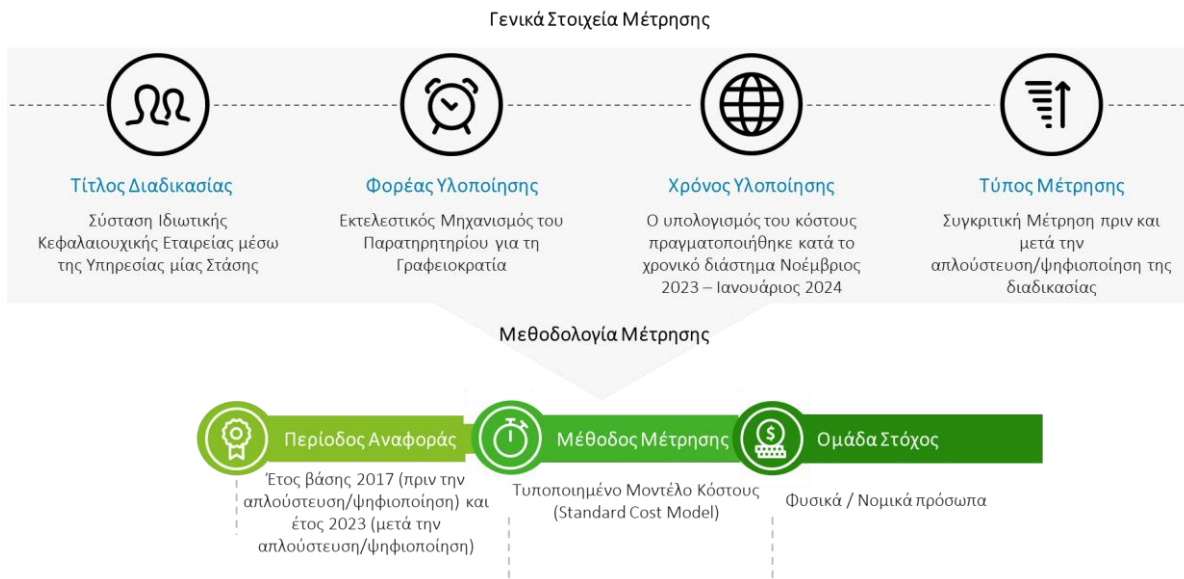 Γενικά Στοιχεία Μέτρησης
Τίτλος Διαδικασίας
Σύσταση Ιδιωτικής
Κεφαλαιουχικής Εταιρείας μέσω
της Υπηρεσίας μίας Στάσης
Φορέας Υλοποίησης
Εκτελεστικός Μηχανισμός του
Παρατηρητηρίου για τη
Γραφειοκρατία
Χρόνος Υλοποίησης
Ο υπολογισμός του κόστους
πραγματοποιήθηκε κατά το
χρονικό διάστημα Νοέμβριος
2023 – Ιανουάριος 2024
Τύπος Μέτρησης
Συγκριτική Μέτρηση πριν και
μετά την
απλούστευση/ψηφιοποίηση της
διαδικασίας
Μεθοδολογία Μέτρησης
Περίοδος Αναφοράς
Έτος βάσης 2017 (πριν την
απλούστευση/ψηφιοποίηση) και
έτος 2023 (μετά την
απλούστευση/ψηφιοποίηση)
Μέθοδος Μέτρησης
Τυποποιημένο Μοντέλο Κόστους
(Standard Cost Model)
Ομάδα Στόχος
Φυσικά / Νομικά πρόσωπα